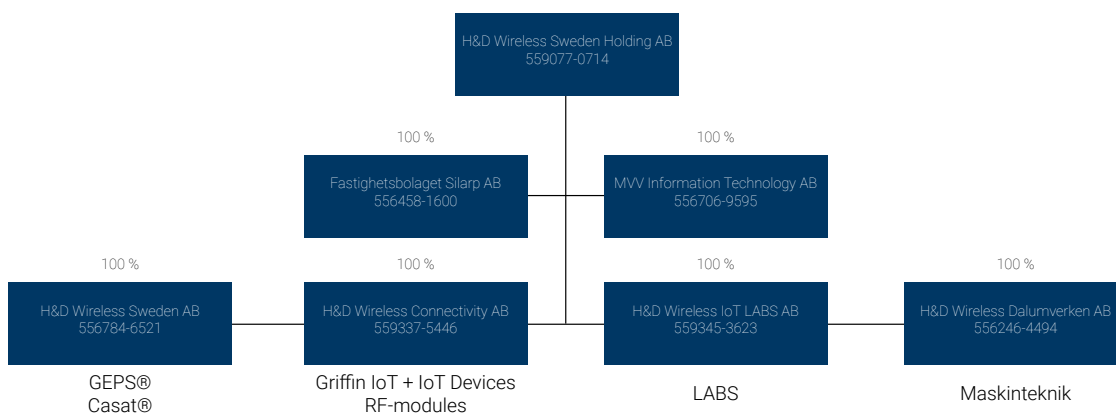 H&D Wireless Sweden Holding AB
559077-0714
100 %
100 %
Fastighetsbolaget Silarp AB
556458-1600
MVV Information Technology AB
556706-9595
100 %
100 %
100 %
100 %
H&D Wireless Sweden AB
556784-6521
H&D Wireless Connectivity AB
559337-5446
H&D Wireless IoT LABS AB
559345-3623
H&D Wireless Dalumverken AB
556246-4494
GEPS®
Casat®
Griffin IoT + IoT Devices
RF-modules
LABS
Maskinteknik